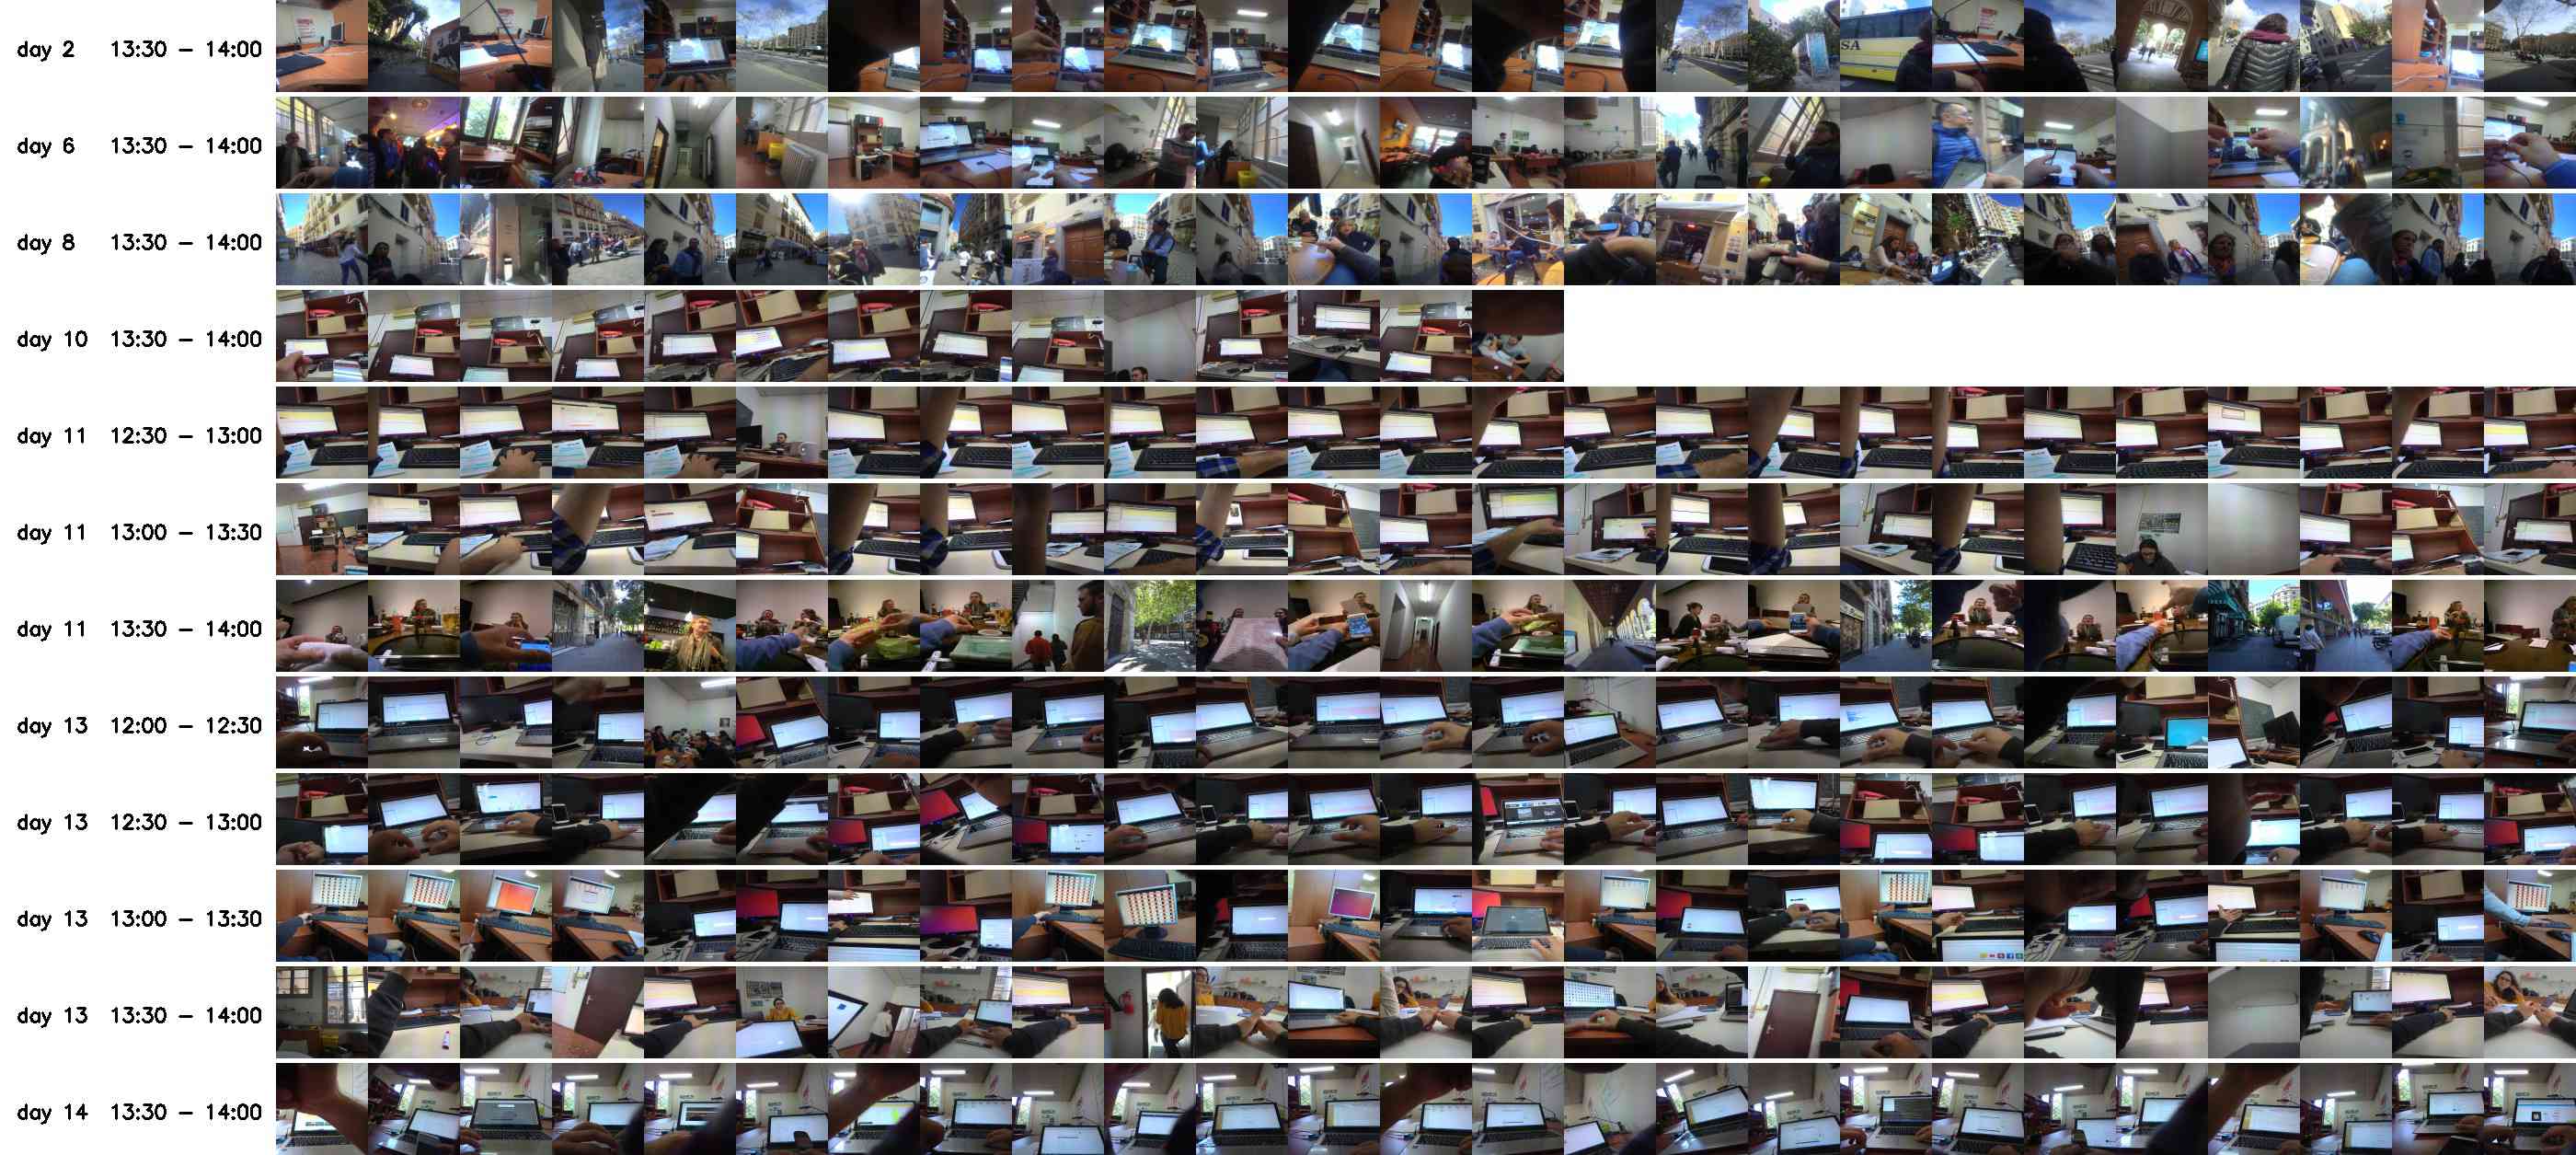 day 2 13:30 - 14:00
SA
day 6 13:30 - 14:00
day 8 13:30 - 14:00
day 10 13:30 - 14:00
day 11 12:30 - 13:00
day 11 13:00 - 13:30
day 11 13:30 - 14:00
day 13 12:00 - 12:30
day 13 12:30 - 13:00
day 13 13:00 - 13:30
day 13 13:30 - 14:00
day 14 13:30 - 14:00